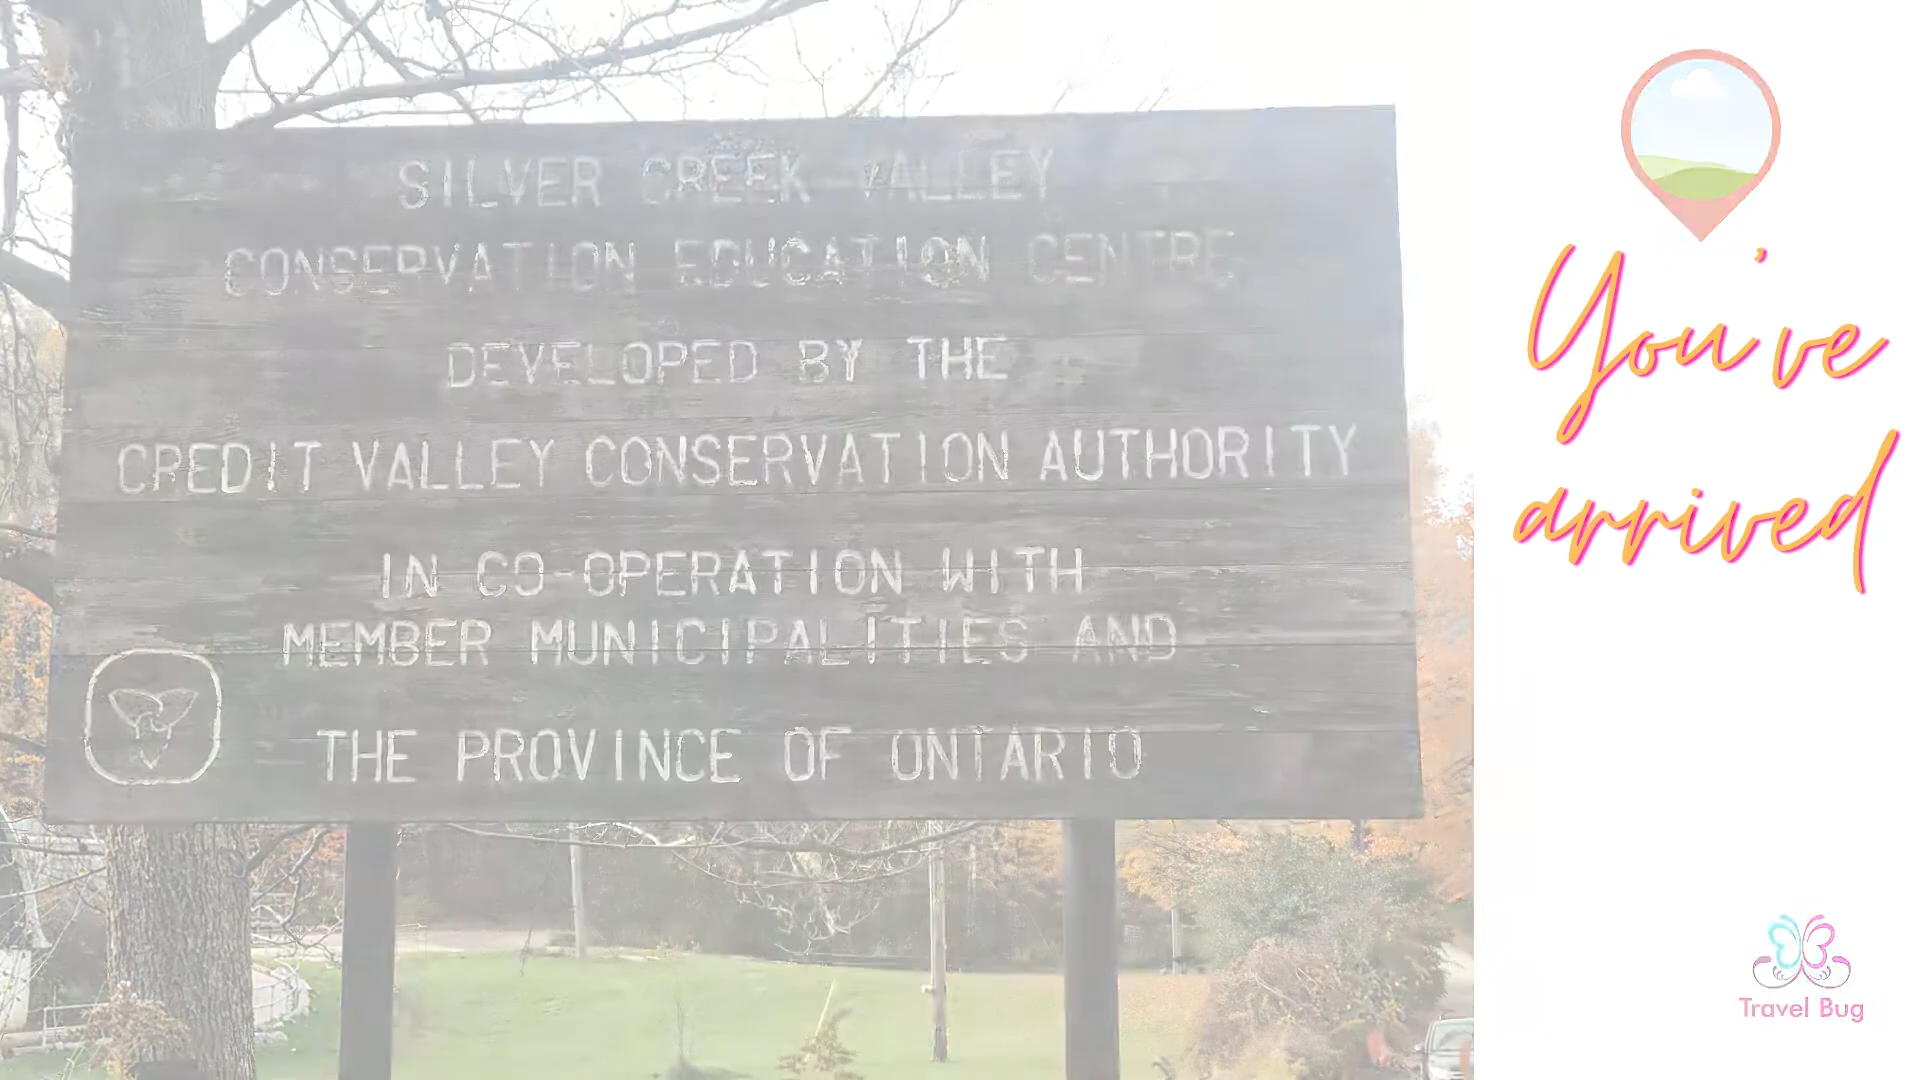 SILVER CREEK VALLEY
CONSERVATION EDUCATION CENTRE
DEVELOPED BY THE
CREDIT VALLEY CONSERVATION AUTHORITY
IN CO-OPERATION WITH
MEMBER MUNICIPALITIES AND
THE PROVINCE OF ONTARIO
You've
arrived
Travel Bug